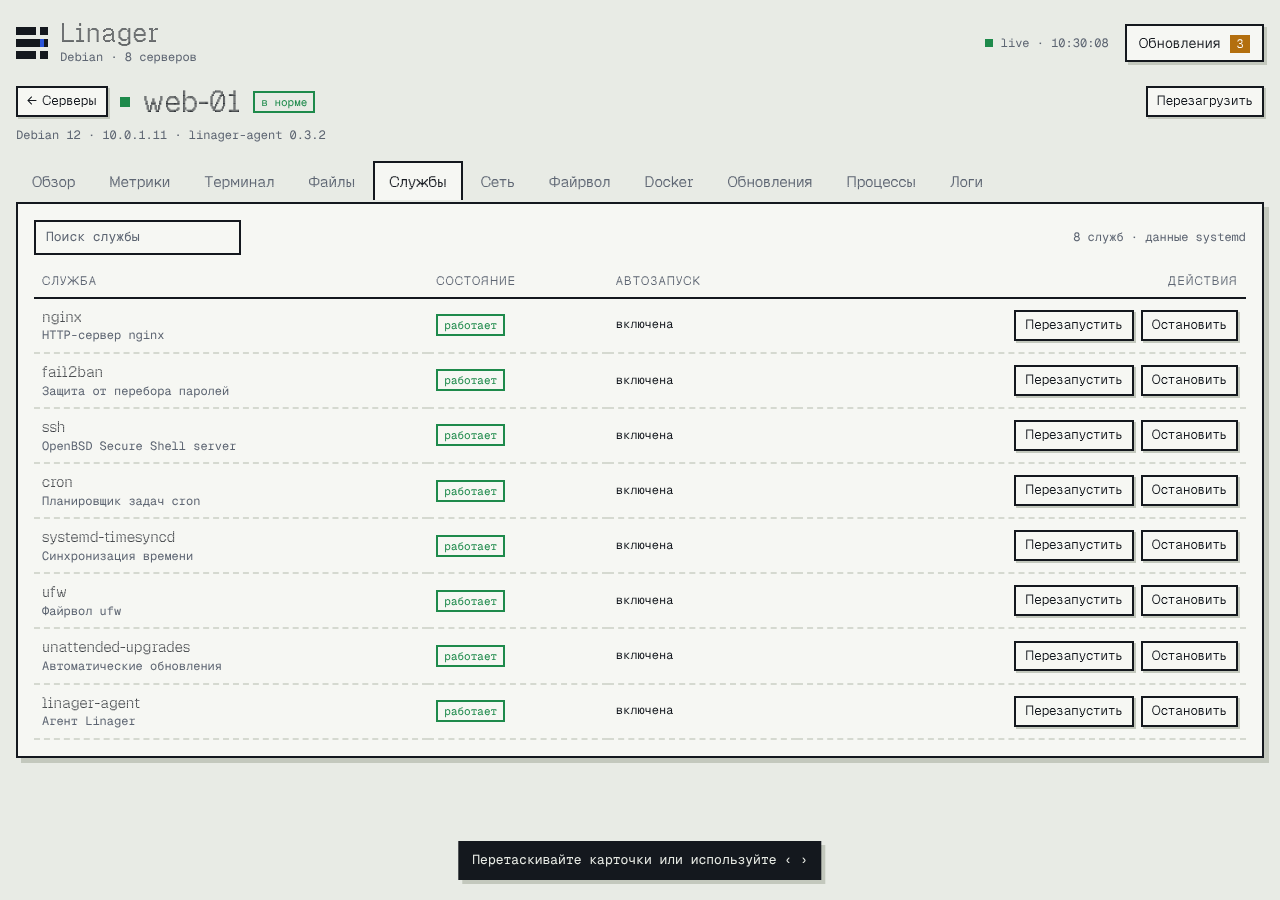 Linager
Debian · 8 серверов
live · 10:30:08
Обновления 3
← Серверы
web-01
в норме
Перезагрузить
Debian 12 · 10.0.1.11 · linager-agent 0.3.2
Обзор Метрики Терминал Файлы Службы Сеть Файрвол Docker Обновления Процессы Логи
Поиск службы
8 служб · данные systemd
СЛУЖБА СОСТОЯНИЕ АВТОЗАПУСК ДЕЙСТВИЯ
nginx
HTTP-сервер nginx
работает включена Перезапустить Остановить
fail2ban
Защита от перебора паролей
работает включена Перезапустить Остановить
ssh
OpenBSD Secure Shell server
работает включена Перезапустить Остановить
cron
Планировщик задач cron
работает включена Перезапустить Остановить
systemd-timesyncd
Синхронизация времени
работает включена Перезапустить Остановить
ufw
Файрвол ufw
работает включена Перезапустить Остановить
unattended-upgrades
Автоматические обновления
работает включена Перезапустить Остановить
linager-agent
Агент Linager
работает включена Перезапустить Остановить
Перетаскивайте карточки или используйте ‹ ›